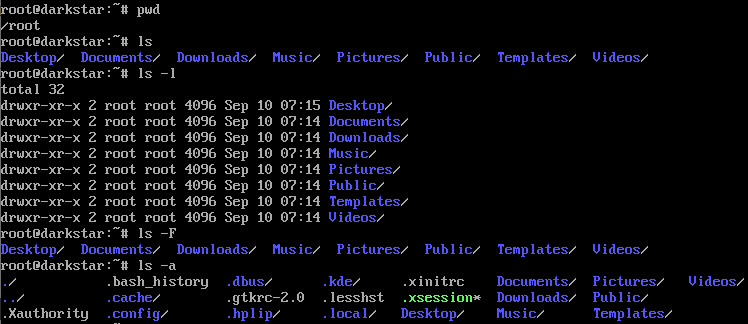 root@darkstar:~# pwd
/root
root@darkstar:~# ls
Desktop/  Documents/  Downloads/  Music/  Pictures/  Public/  Templates/  Videos/
root@darkstar:~# ls -l
total 32
drwxr-xr-x 2 root root 4096 Sep 10 07:15 Desktop/
drwxr-xr-x 2 root root 4096 Sep 10 07:14 Documents/
drwxr-xr-x 2 root root 4096 Sep 10 07:14 Downloads/
drwxr-xr-x 2 root root 4096 Sep 10 07:14 Music/
drwxr-xr-x 2 root root 4096 Sep 10 07:14 Pictures/
drwxr-xr-x 2 root root 4096 Sep 10 07:14 Public/
drwxr-xr-x 2 root root 4096 Sep 10 07:14 Templates/
drwxr-xr-x 2 root root 4096 Sep 10 07:14 Videos/
root@darkstar:~# ls -F
Desktop/  Documents/  Downloads/  Music/  Pictures/  Public/  Templates/  Videos/
root@darkstar:~# ls -a
./           .bash_history  .dbus/      .kde/     .xinitrc    Documents/  Pictures/   Videos/
../          .cache/        .gtkrc-2.0  .lesshst  .xsession*  Downloads/  Public/
.Xauthority  .config/       .hplip/     .local/   Desktop/    Music/      Templates/